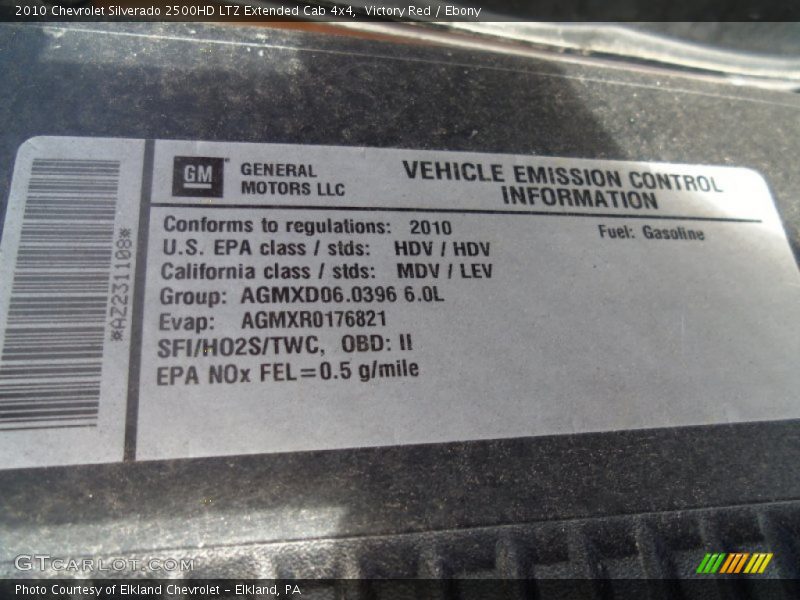 2010 Chevrolet Silverado 2500HD LTZ Extended Cab 4x4, Victory Red / Ebony
*AZ231108*
GM GENERAL MOTORS LLC
VEHICLE EMISSION CONTROL
INFORMATION
Conforms to regulations: 2010
Fuel: Gasoline
U.S. EPA class / stds: HDV / HDV
California class / stds: MDV / LEV
Group: AGMXD06.0396 6.0L
Evap: AGMXR0176821
SFI/HO2S/TWC, OBD: II
EPA NOx FEL=0.5 g/mile
GTCARLOT.COM
Photo Courtesy of Elkland Chevrolet - Elkland, PA